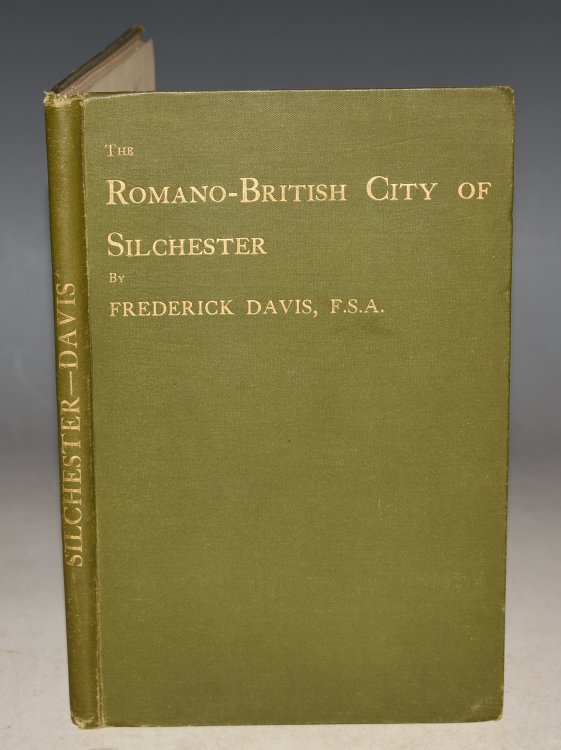 The
Romano-British City of
Silchester
By
FREDERICK DAVIS, F.S.A.
SILCHESTER—DAVIS